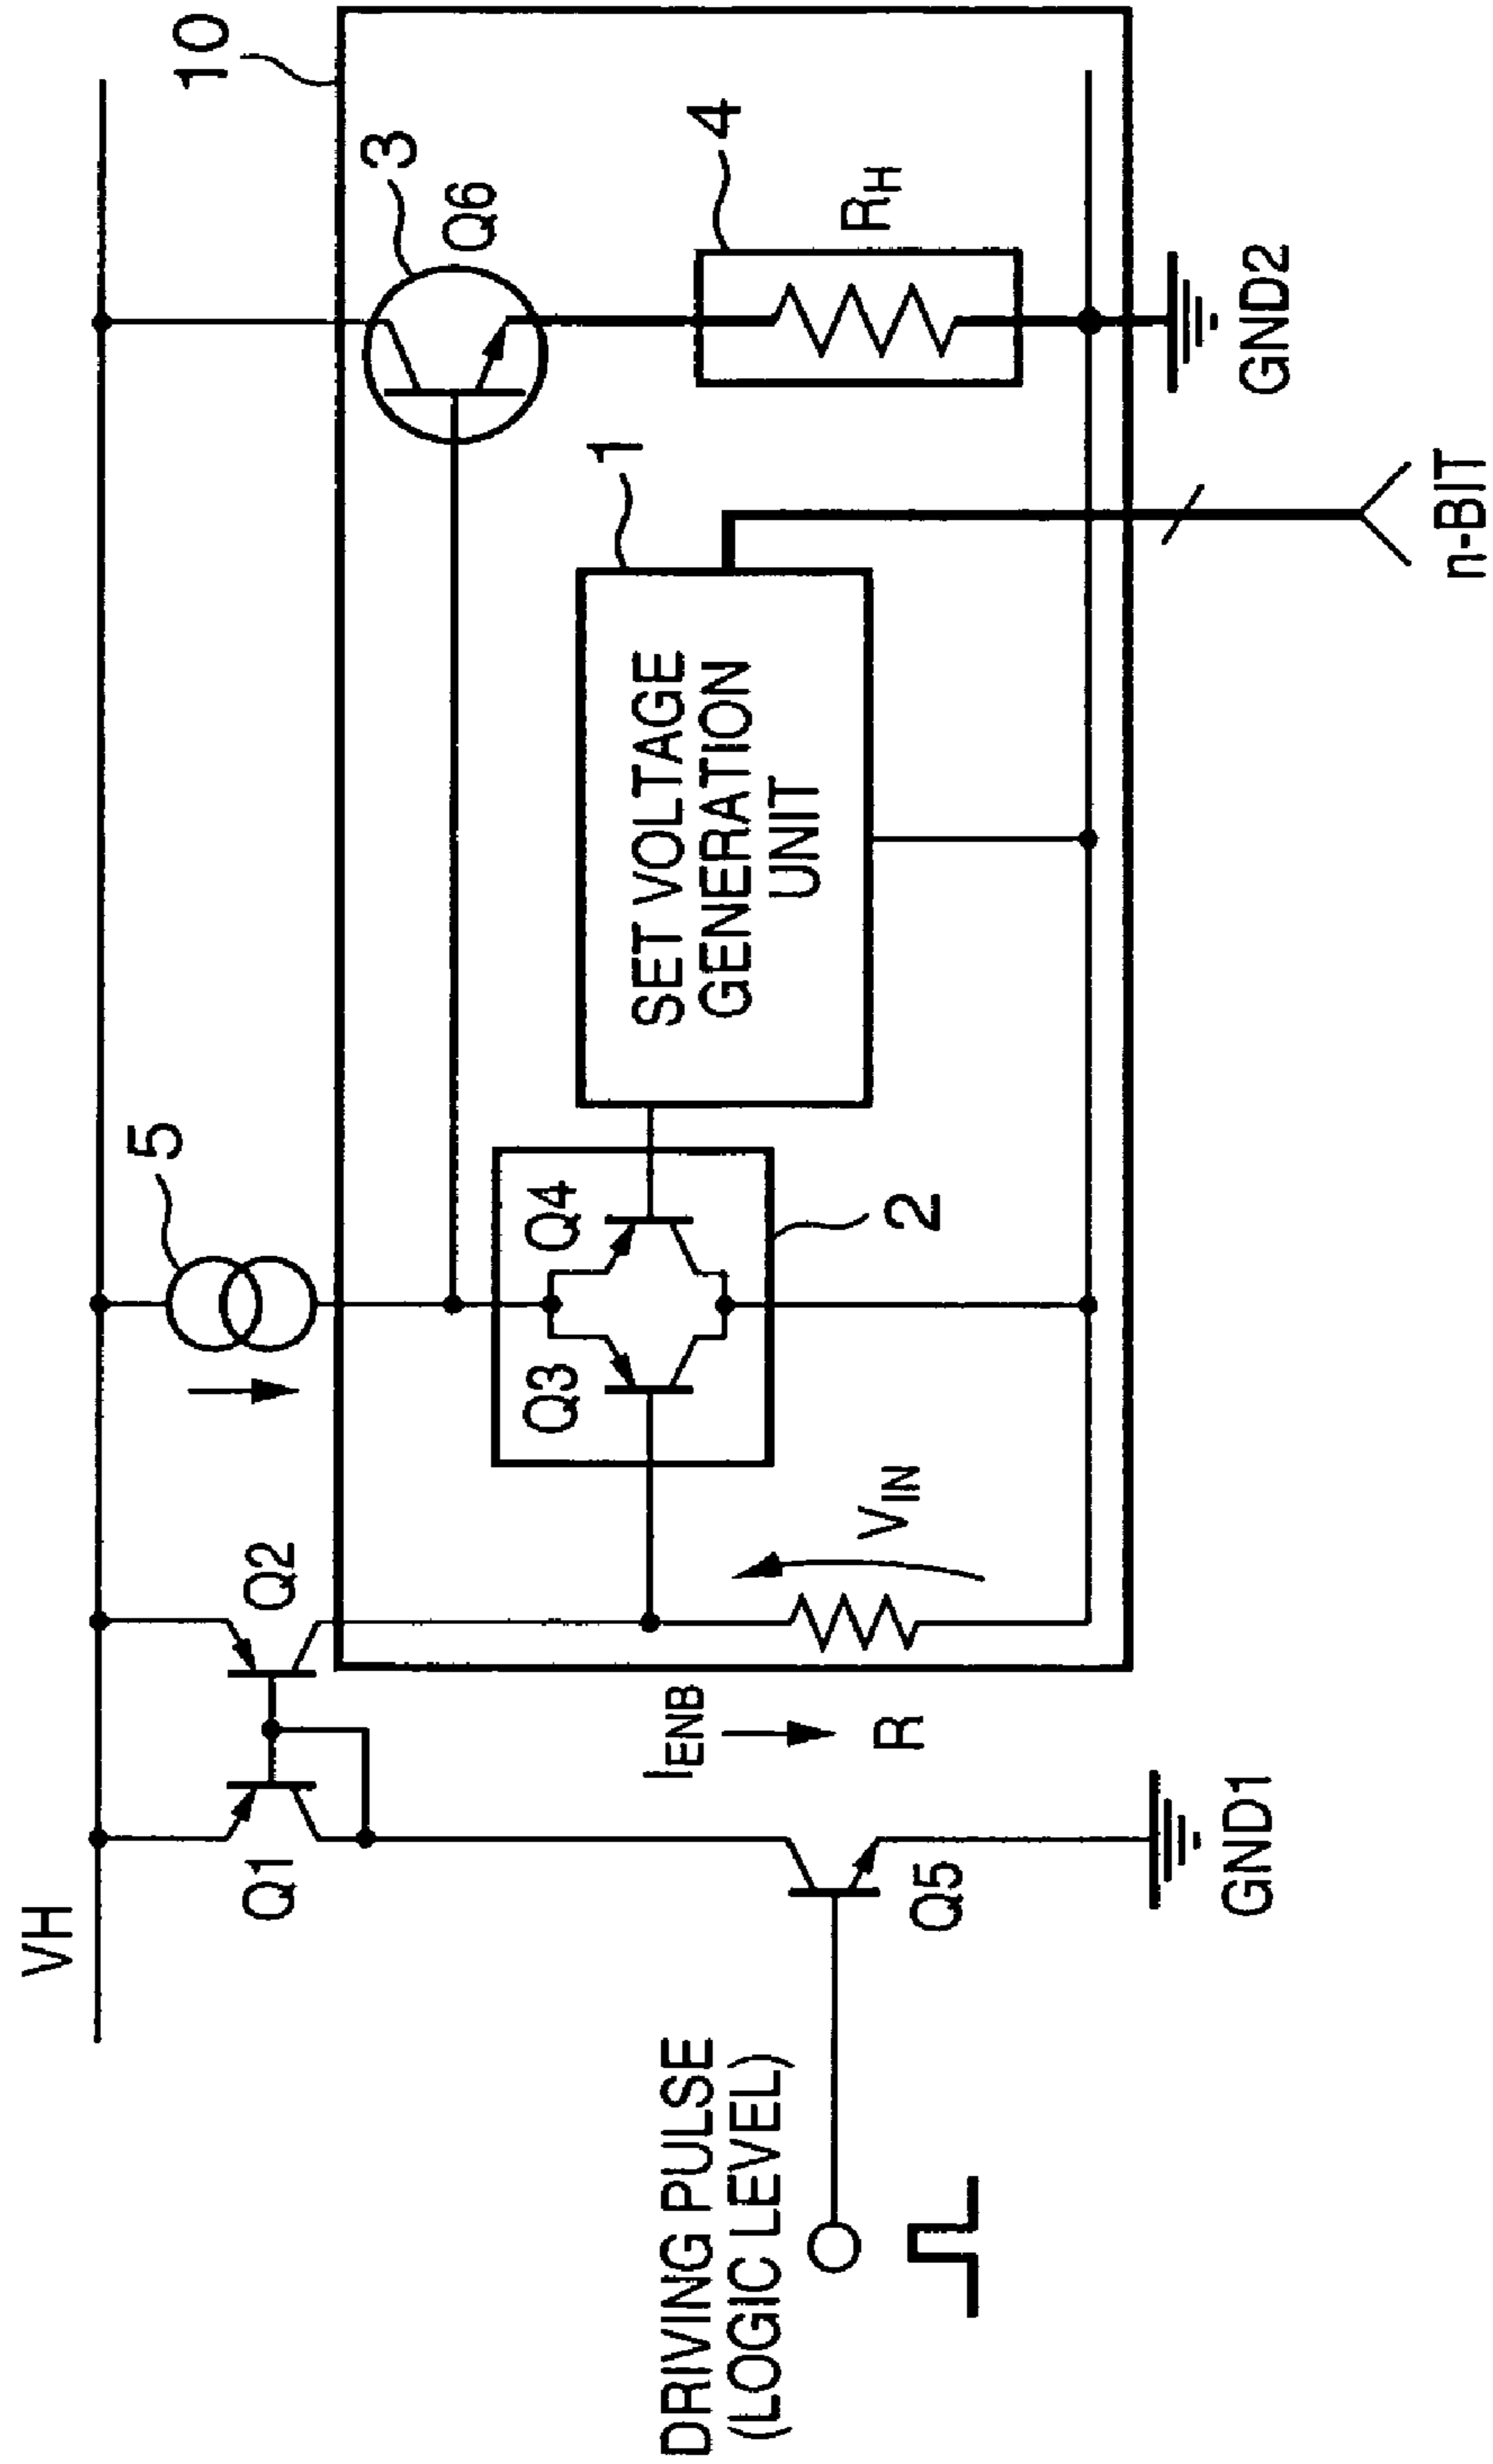 VH
Q1
Q2
5
10
3
Q6
Q3
Q4
2
SET VOLTAGE
GENERATION
UNIT
1
4
RH
VIN
IENB
R
DRIVING PULSE
(LOGIC LEVEL)
Q5
GND1
GND2
n-BIT